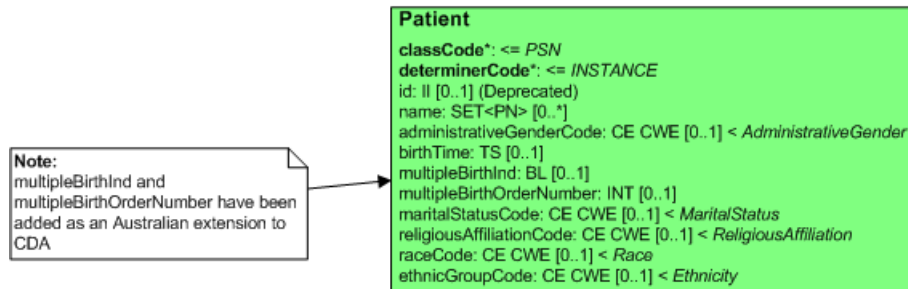 Patient
classCode*: <= PSN
determinerCode*: <= INSTANCE
id: II [0..1] (Deprecated)
name: SET<PN> [0..*]
administrativeGenderCode: CE CWE [0..1] < AdministrativeGender
birthTime: TS [0..1]
multipleBirthInd: BL [0..1]
multipleBirthOrderNumber: INT [0..1]
maritalStatusCode: CE CWE [0..1] < MaritalStatus
religiousAffiliationCode: CE CWE [0..1] < ReligiousAffiliation
raceCode: CE CWE [0..1] < Race
ethnicGroupCode: CE CWE [0..1] < Ethnicity
Note:
multipleBirthInd and
multipleBirthOrderNumber have been
added as an Australian extension to
CDA